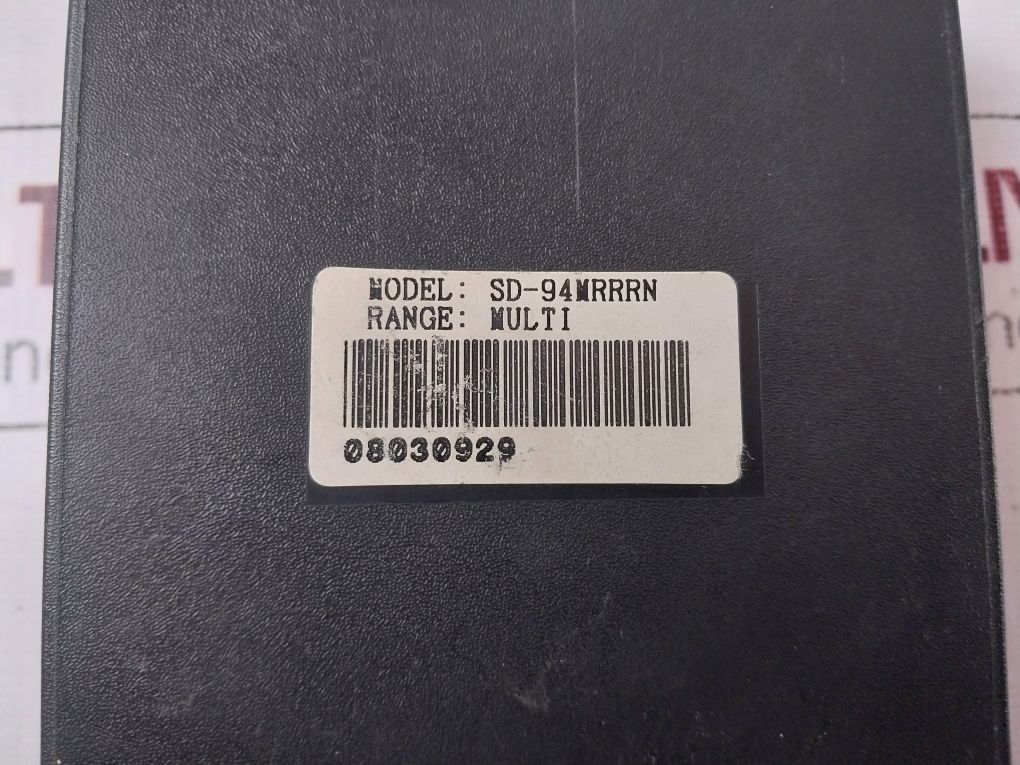 MODEL: SD-94MRRRN
RANGE: MULTI
08030929